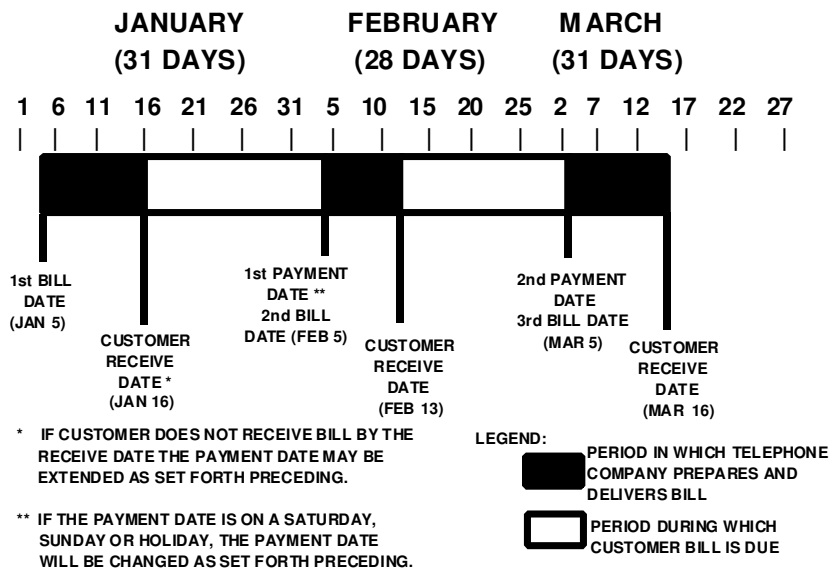 JANUARY FEBRUARY MARCH
(31 DAYS) (28 DAYS) (31 DAYS)
1 6 11 16 21 26 31 5 10 15 20 25 2 7 12 17 22 27
1st BILL
DATE
(JAN 5)
CUSTOMER
RECEIVE
DATE *
(JAN 16)
1st PAYMENT
DATE **
2nd BILL
DATE (FEB 5)
CUSTOMER
RECEIVE
DATE
(FEB 13)
2nd PAYMENT
DATE
3rd BILL DATE
(MAR 5)
CUSTOMER
RECEIVE
DATE
(MAR 16)
* IF CUSTOMER DOES NOT RECEIVE BILL BY THE
RECEIVE DATE THE PAYMENT DATE MAY BE
EXTENDED AS SET FORTH PRECEDING.
** IF THE PAYMENT DATE IS ON A SATURDAY,
SUNDAY OR HOLIDAY, THE PAYMENT DATE
WILL BE CHANGED AS SET FORTH PRECEDING.
LEGEND:
PERIOD IN WHICH TELEPHONE
COMPANY PREPARES AND
DELIVERS BILL
PERIOD DURING WHICH
CUSTOMER BILL IS DUE